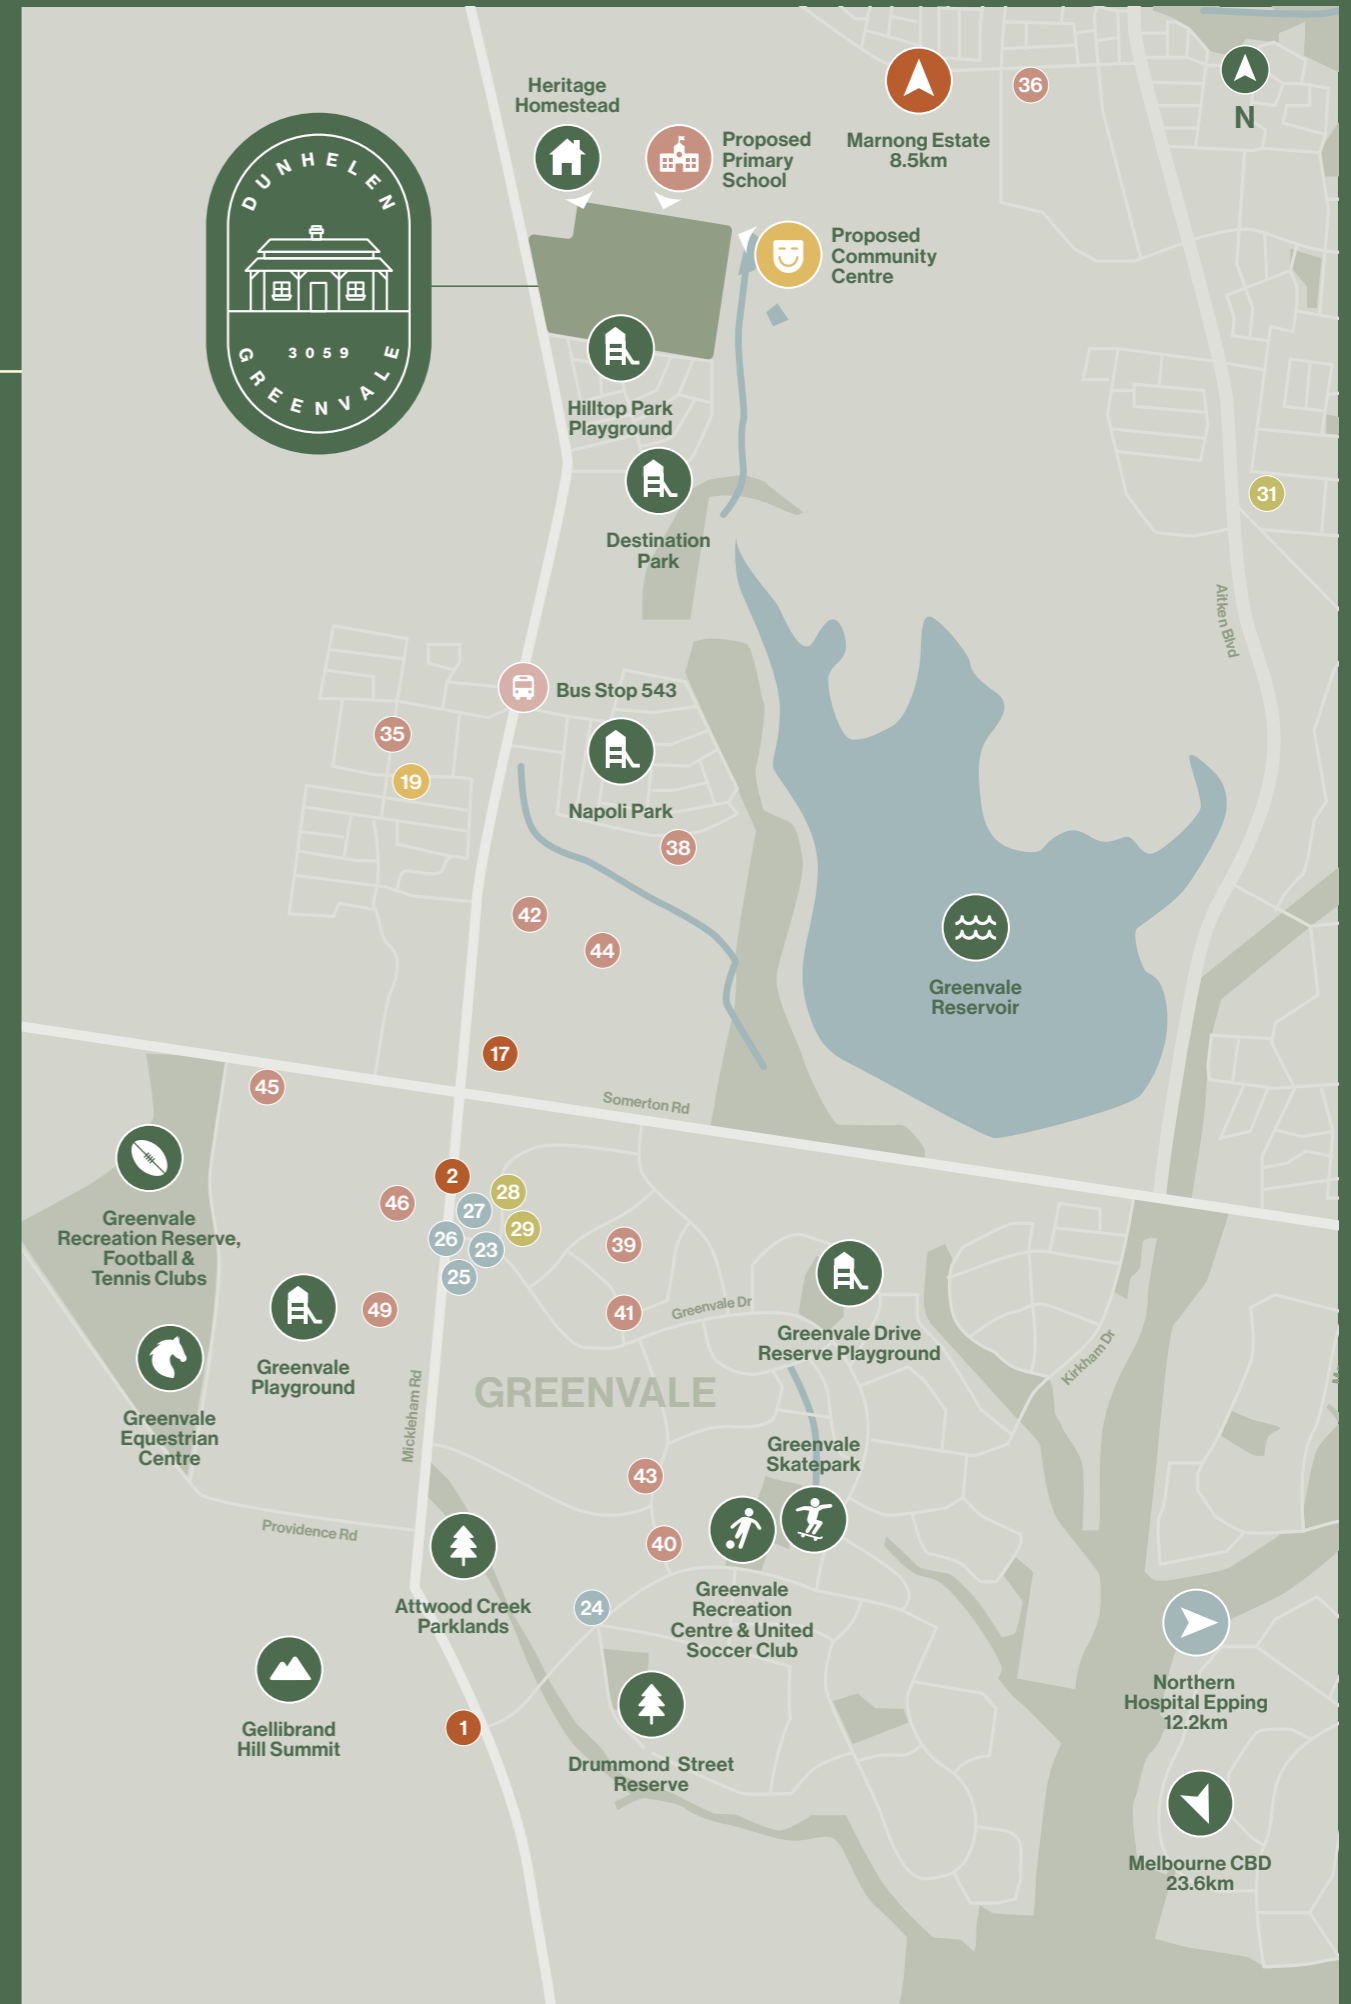 Heritage
Homestead
Proposed
Primary
School
Marnong Estate
8.5km
36
N
DUNHELEN
3059
GREENVALE
Proposed
Community
Centre
Hilltop Park
Playground
31
Destination
Park
Aitken Blvd
Bus Stop 543
35
19
Napoli Park
38
42
44
Greenvale
Reservoir
17
45
Somerton Rd
2
46
28
27
29
26
23
25
39
Greenvale
Recreation Reserve,
Football &
Tennis Clubs
49
41
Greenvale Dr
Greenvale Drive
Reserve Playground
Kirkham Dr
Greenvale
Playground
Mickleham Rd
GREENVALE
Greenvale
Equestrian
Centre
Greenvale
Skatepark
43
Providence Rd
40
Attwood Creek
Parklands
24
Greenvale
Recreation
Centre & United
Soccer Club
Northern
Hospital Epping
12.2km
Gellibrand
Hill Summit
1
Drummond Street
Reserve
Melbourne CBD
23.6km